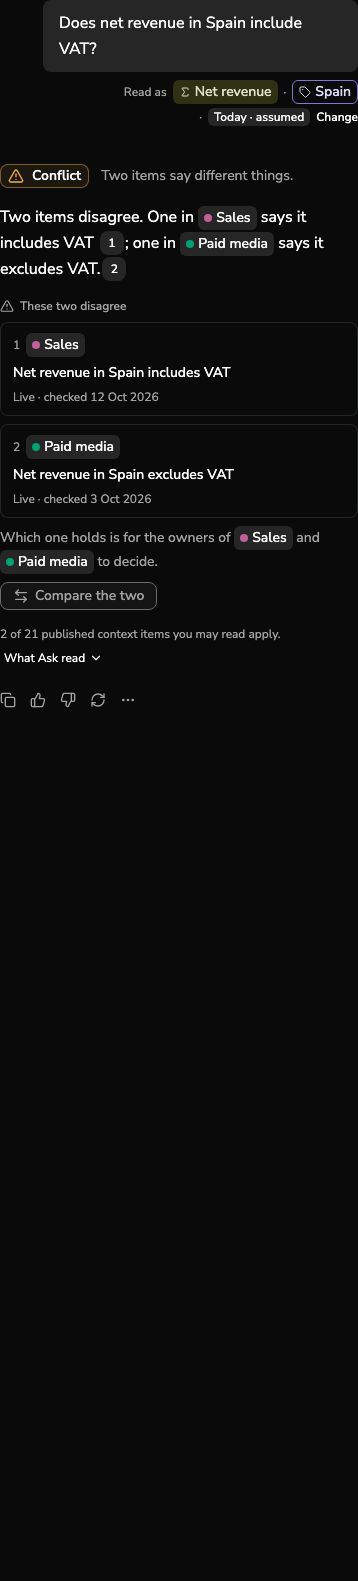 Does net revenue in Spain include
VAT?
Read as Net revenue · Spain
· Today · assumed Change
Conflict Two items say different things.
Two items disagree. One in Sales says it
includes VAT 1 ; one in Paid media says it
excludes VAT. 2
These two disagree
1 Sales
Net revenue in Spain includes VAT
Live · checked 12 Oct 2026
2 Paid media
Net revenue in Spain excludes VAT
Live · checked 3 Oct 2026
Which one holds is for the owners of Sales and
Paid media to decide.
Compare the two
2 of 21 published context items you may read apply.
What Ask read